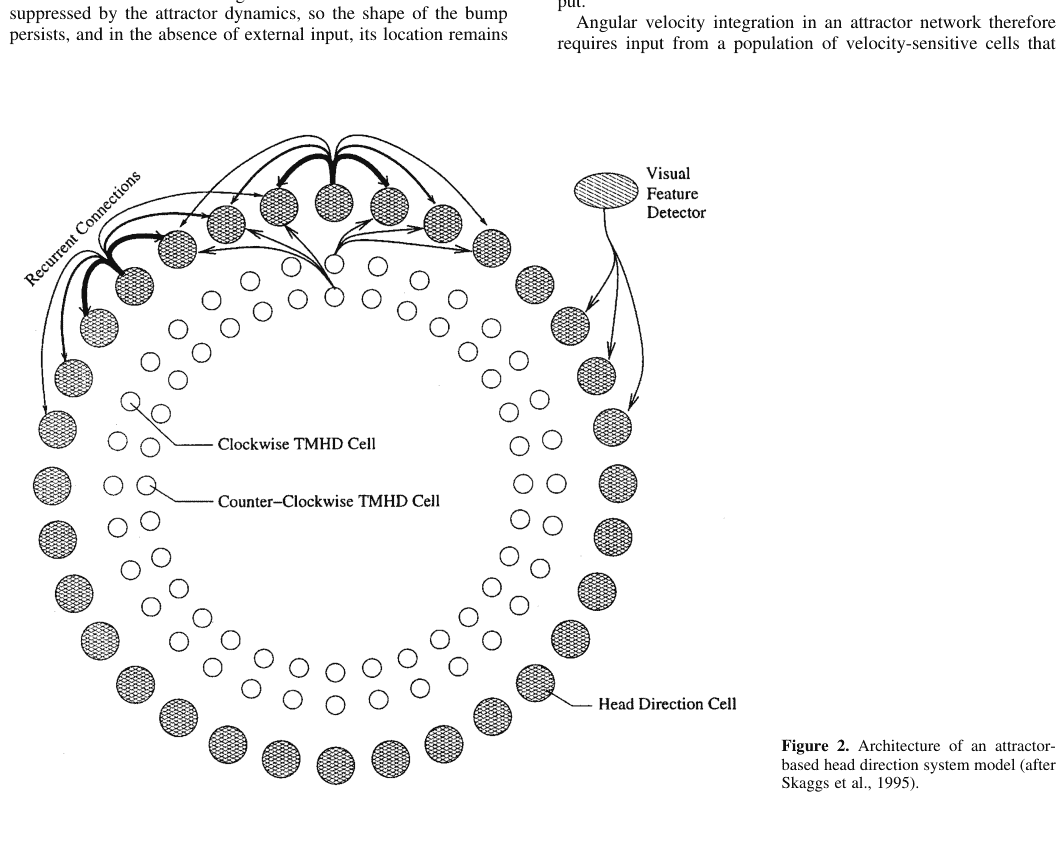 suppressed by the attractor dynamics, so the shape of the bump
persists, and in the absence of external input, its location remains
put.
Angular velocity integration in an attractor network therefore
requires input from a population of velocity-sensitive cells that
Recurrent Connections
Visual
Feature
Detector
Clockwise TMHD Cell
Counter–Clockwise TMHD Cell
Head Direction Cell
Figure 2. Architecture of an attractor-
based head direction system model (after
Skaggs et al., 1995).